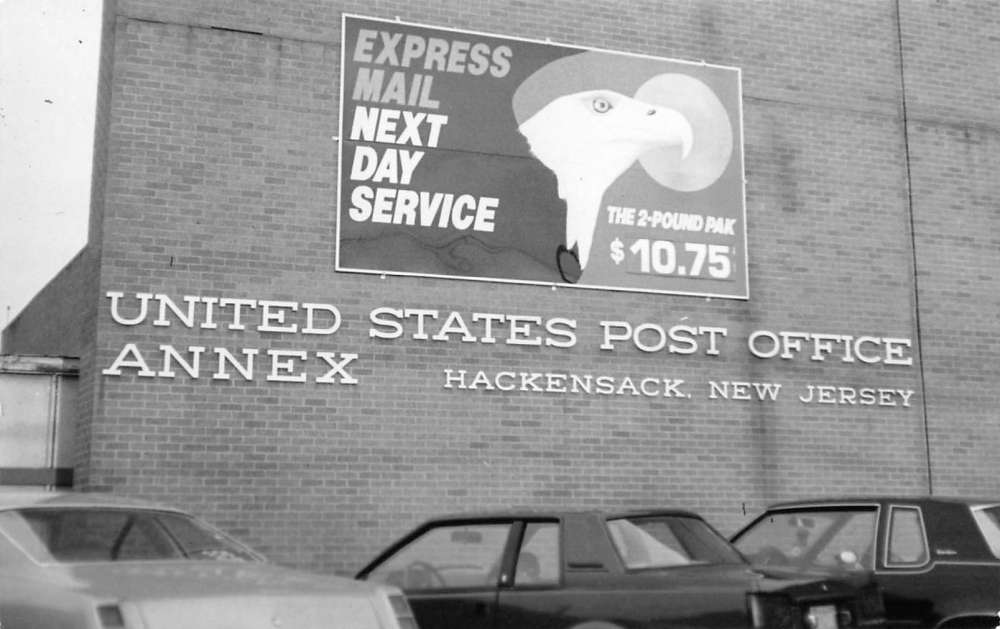 EXPRESS
MAIL
NEXT
DAY
SERVICE
THE 2-POUND PAK
$10.75
UNITED STATES POST OFFICE
ANNEX HACKENSACK, NEW JERSEY